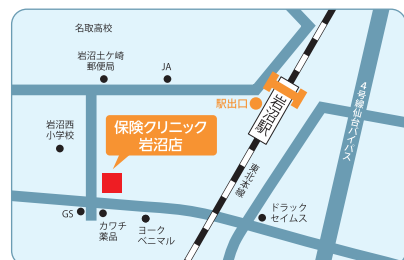 名取高校
岩沼土ケ崎
郵便局
JA
駅出口
岩沼駅
4号線仙台バイパス
保険クリニック
岩沼店
岩沼西
小学校
東北本線
GS
カワチ
薬品
ヨーク
ベニマル
ドラック
セイムス